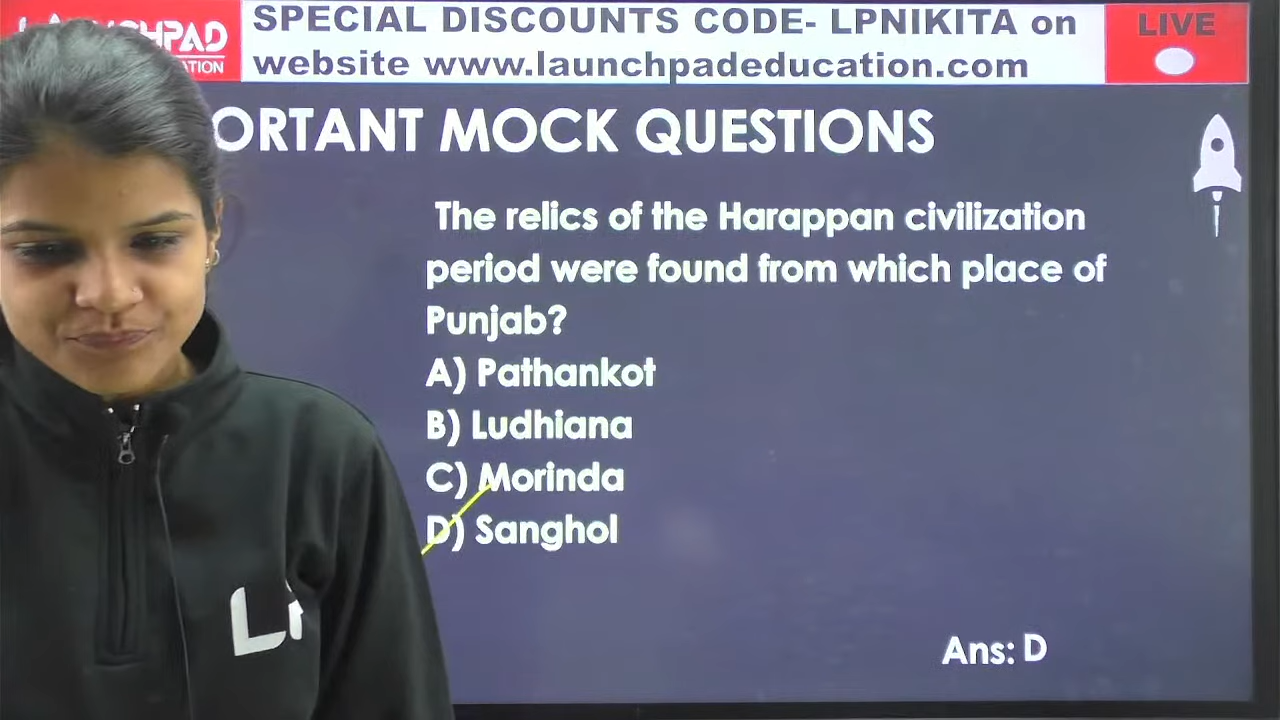 SPECIAL DISCOUNTS CODE- LPNIKITA on
website www.launchpadeducation.com
LIVE
ORTANT MOCK QUESTIONS
The relics of the Harappan civilization
period were found from which place of
Punjab?
A) Pathankot
B) Ludhiana
C) Morinda
D) Sanghol
Ans: D